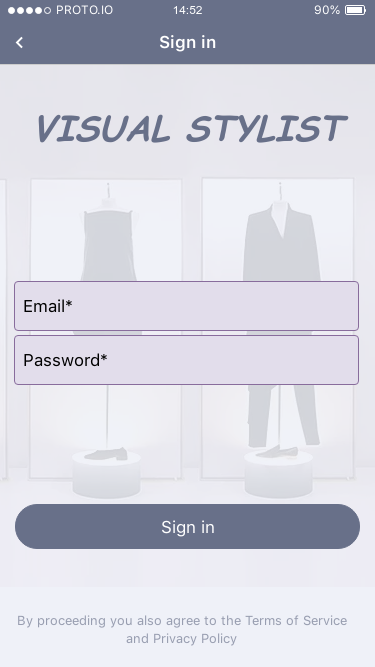 PROTO.IO 14:52 90%
Sign in
VISUAL STYLIST
Email*
Password*
Sign in
By proceeding you also agree to the Terms of Service
and Privacy Policy